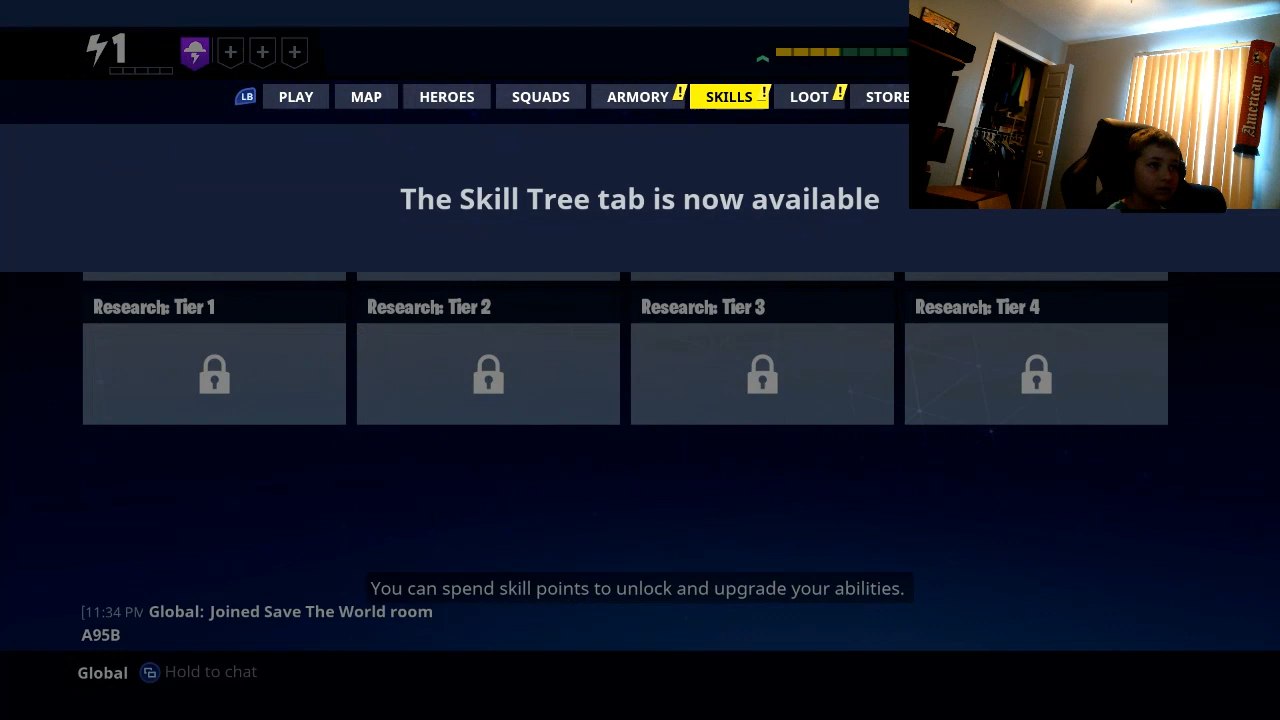 1
LB PLAY MAP HEROES SQUADS ARMORY ! SKILLS ! LOOT ! STORE
American
The Skill Tree tab is now available
Research: Tier 1 Research: Tier 2 Research: Tier 3 Research: Tier 4
You can spend skill points to unlock and upgrade your abilities.
[11:34 PM Global: Joined Save The World room
A95B
Global Hold to chat